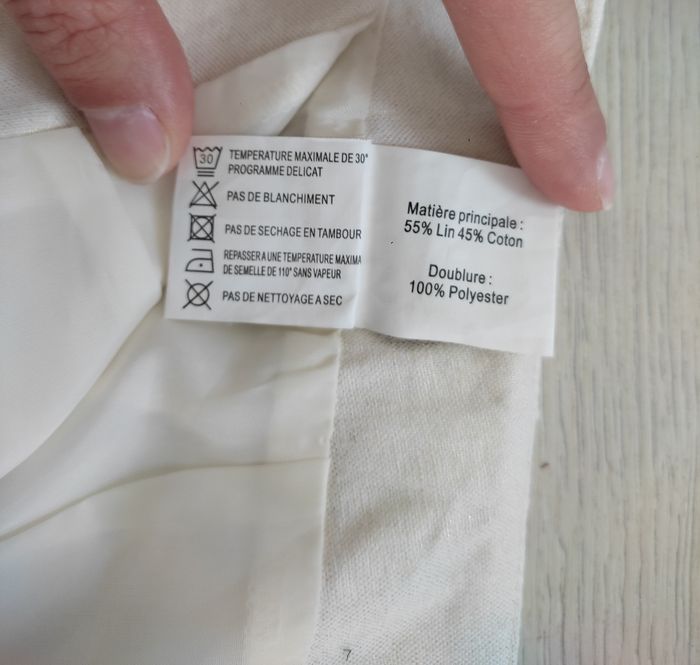 30
TEMPERATURE MAXIMALE DE 30°
PROGRAMME DELICAT
PAS DE BLANCHIMENT
PAS DE SECHAGE EN TAMBOUR
REPASSER A UNE TEMPERATURE MAXIMA
DE SEMELLE DE 110° SANS VAPEUR
PAS DE NETTOYAGE A SEC
Matière principale :
55% Lin 45% Coton
Doublure :
100% Polyester
7